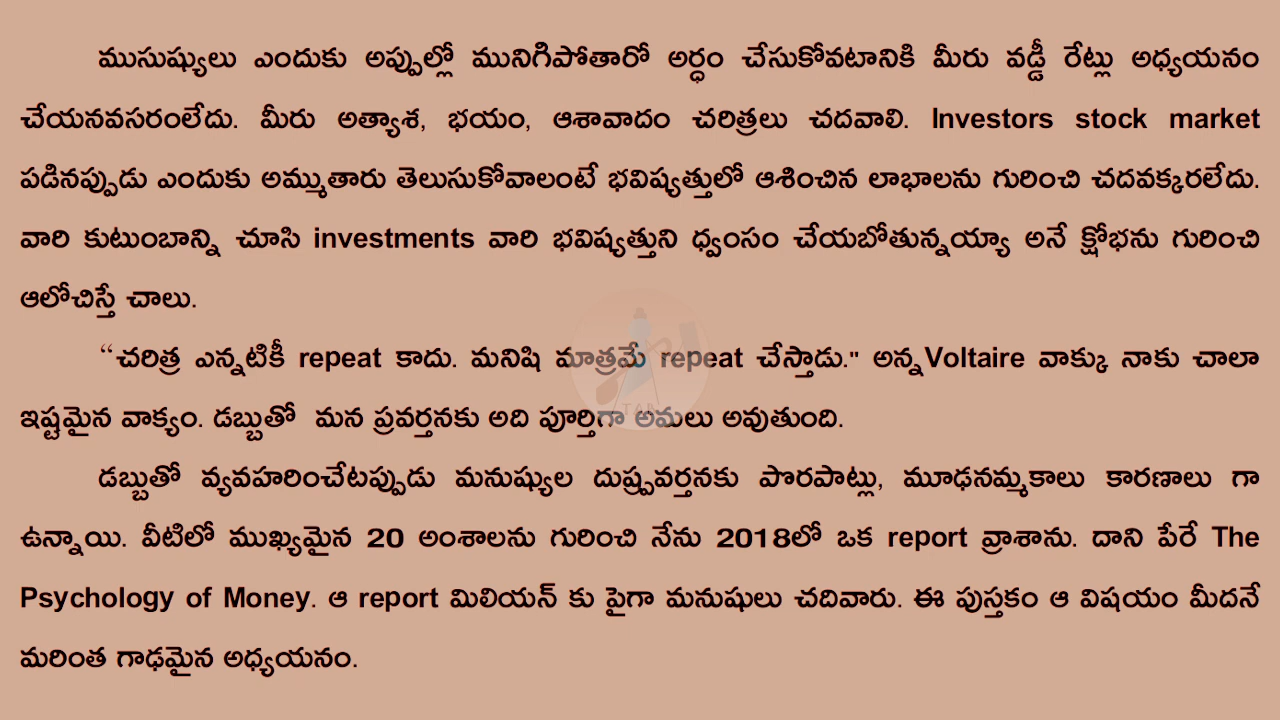 ముసుష్యులు ఎందుకు అప్పుల్లో మునిగిపోతారో అర్ధం చేసుకోవటానికి మీరు వడ్డీ రేట్లు అధ్యయనం
చేయనవసరంలేదు. మీరు అత్యాశ, భయం, ఆశావాదం చరిత్రలు చదవాలి. Investors stock market
పడినప్పుడు ఎందుకు అమ్ముతారు తెలుసుకోవాలంటే భవిష్యత్తులో ఆశించిన లాభాలను గురించి చదవక్కరలేదు.
వారి కుటుంబాన్ని చూసి investments వారి భవిష్యత్తుని ధ్వంసం చేయబోతున్నయ్యా అనే క్షోభను గురించి
ఆలోచిస్తే చాలు.
“చరిత్ర ఎన్నటికీ repeat కాదు. మనిషి మాత్రమే repeat చేస్తాడు." అన్నVoltaire వాక్కు నాకు చాలా
ఇష్టమైన వాక్యం. డబ్బుతో మన ప్రవర్తనకు అది పూర్తిగా అమలు అవుతుంది.
డబ్బుతో వ్యవహరించేటప్పుడు మనుష్యుల దుష్ప్రవర్తనకు పొరపాట్లు, మూఢనమ్మకాలు కారణాలు గా
ఉన్నాయి. వీటిలో ముఖ్యమైన 20 అంశాలను గురించి నేను 2018లో ఒక report వ్రాశాను. దాని పేరే The
Psychology of Money. ఆ report మిలియన్ కు పైగా మనుషులు చదివారు. ఈ పుస్తకం ఆ విషయం మీదనే
మరింత గాఢమైన అధ్యయనం.